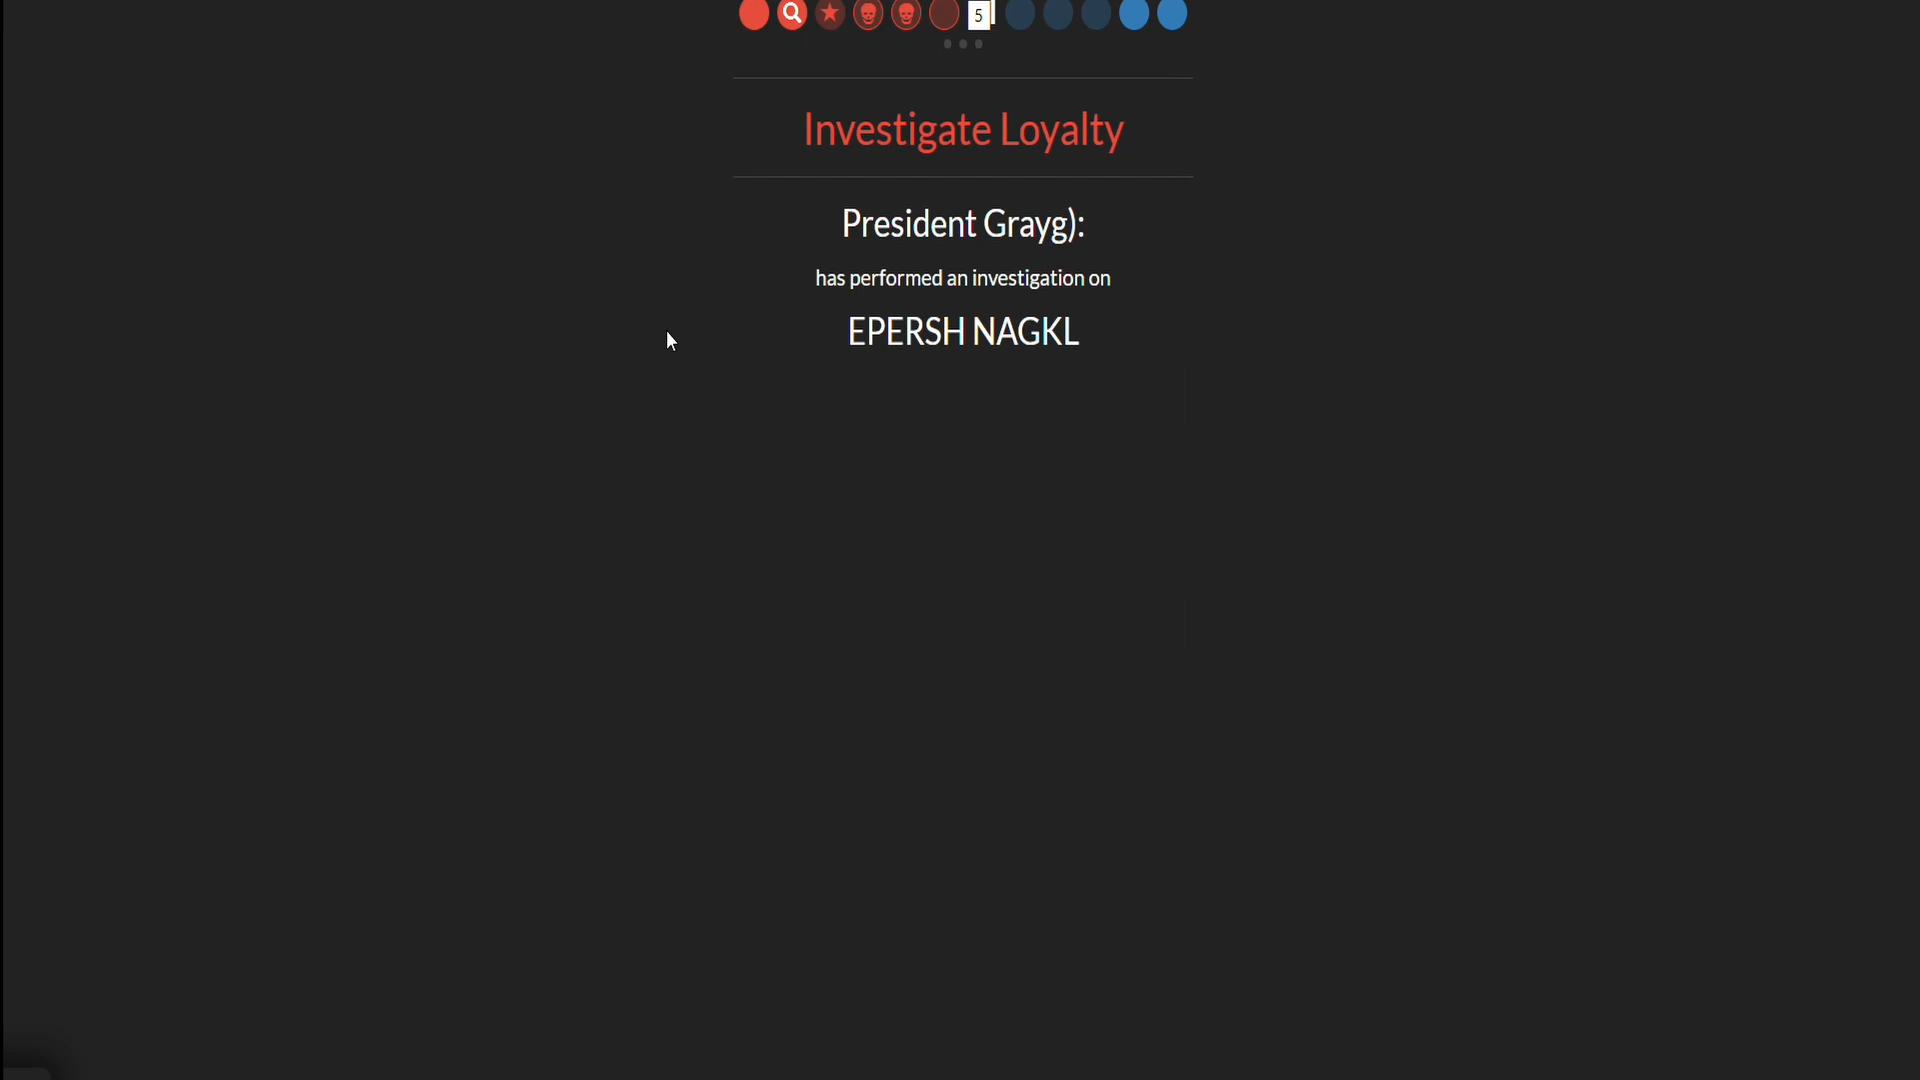 5
Investigate Loyalty
President Grayg):
has performed an investigation on
EPERSH NAGKL